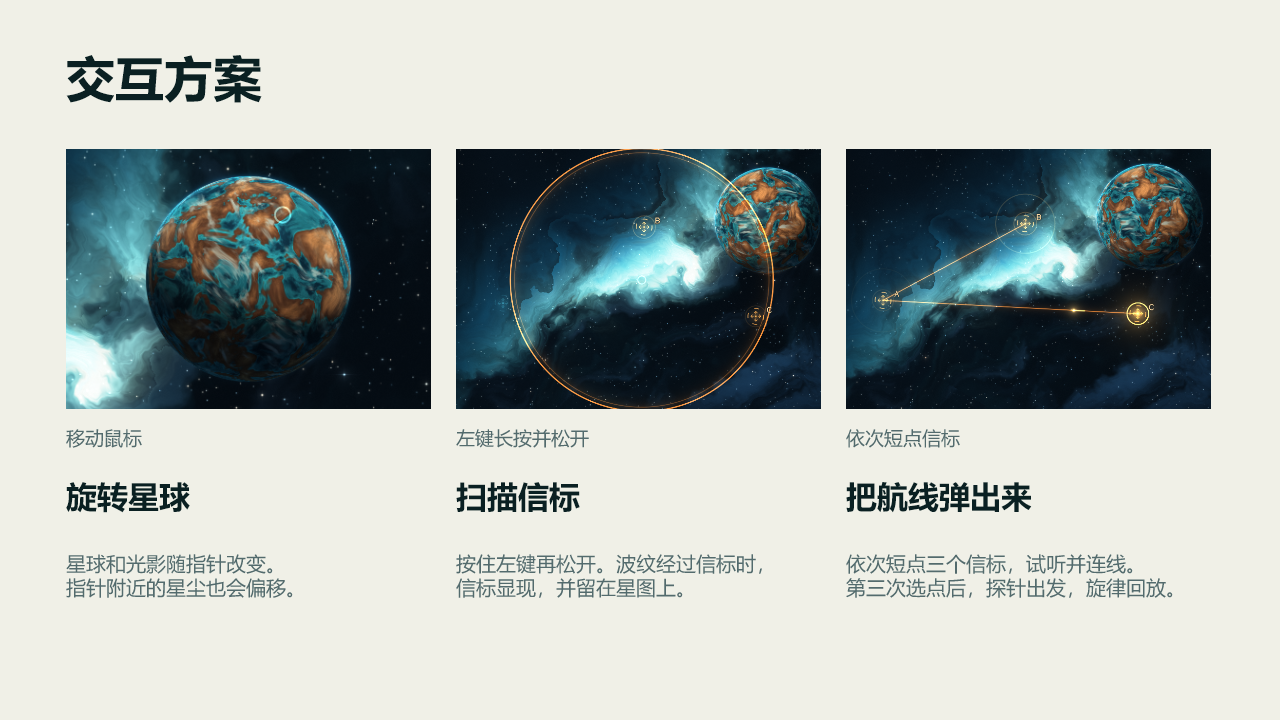 交互方案
B
C
A
B
C
移动鼠标
左键长按并松开
依次短点信标
旋转星球
扫描信标
把航线弹出来
星球和光影随指针改变。
指针附近的星尘也会偏移。
按住左键再松开。波纹经过信标时，
信标显现，并留在星图上。
依次短点三个信标，试听并连线。
第三次选点后，探针出发，旋律回放。